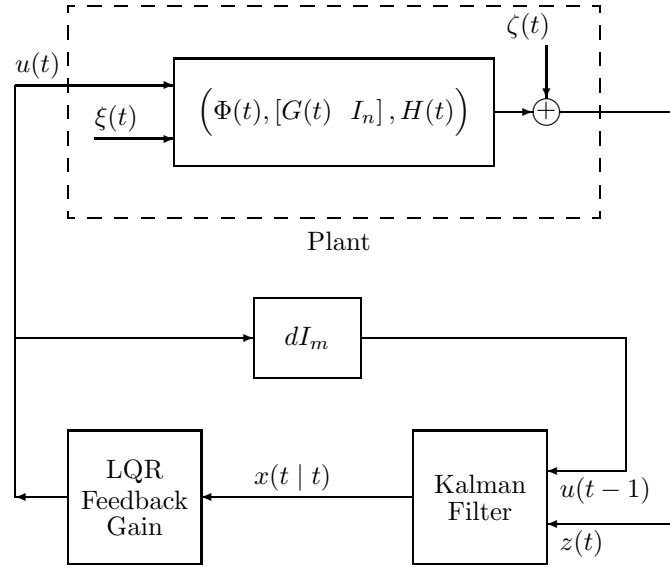 ζ(t)
u(t)
ξ(t)
(Φ(t), [G(t) I_n], H(t))
+
Plant
dI_m
LQR
Feedback
Gain
x(t | t)
Kalman
Filter
u(t − 1)
z(t)